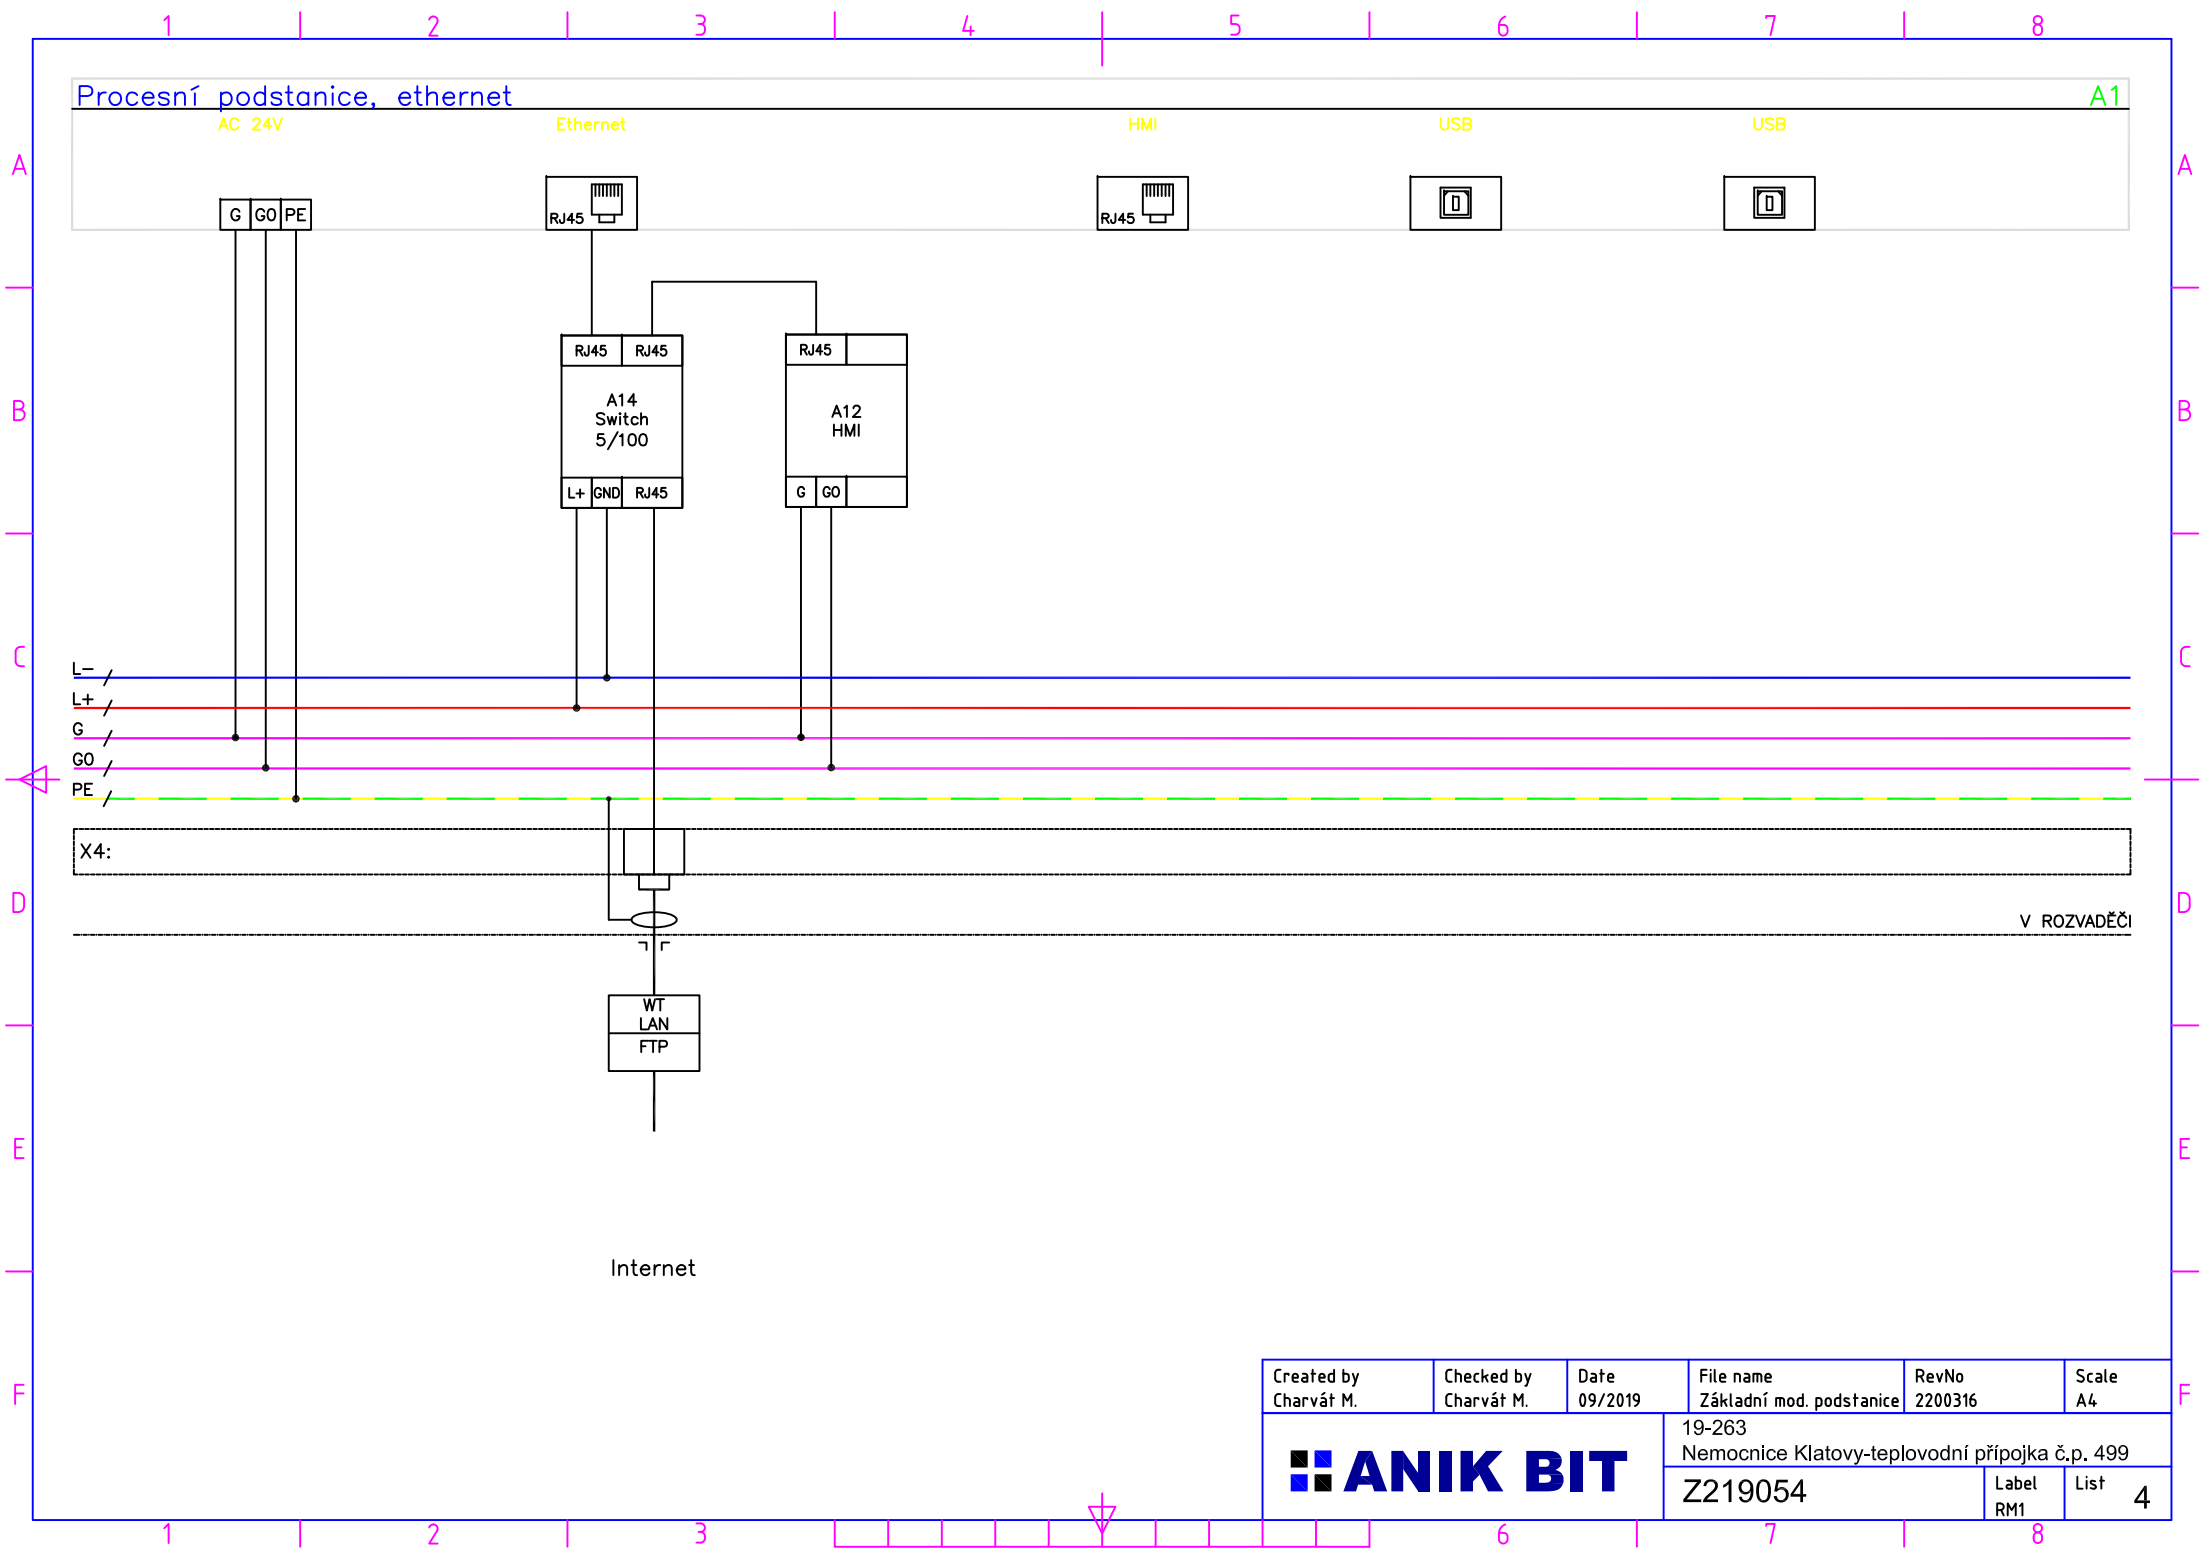 1 2 3 4 5 6 7 8
Procesní podstanice, ethernet A1
AC 24V Ethernet HMI USB USB
A A
G G0 PE RJ45 RJ45
RJ45 RJ45 RJ45
A14
Switch
5/100
A12
HMI
B B
L+ GND RJ45 G G0
C C
L-
L+
G
G0
PE
X4:
D D
V ROZVADĚČI
WT
LAN
FTP
E E
Internet
F F
Created by Checked by Date File name RevNo Scale
Charvát M. Charvát M. 09/2019 Základní mod. podstanice 2200316 A4
19-263
Nemocnice Klatovy-teplovodní přípojka č.p. 499
ANIK BIT
Z219054
Label
RM1
List 4
1 2 3 6 7 8